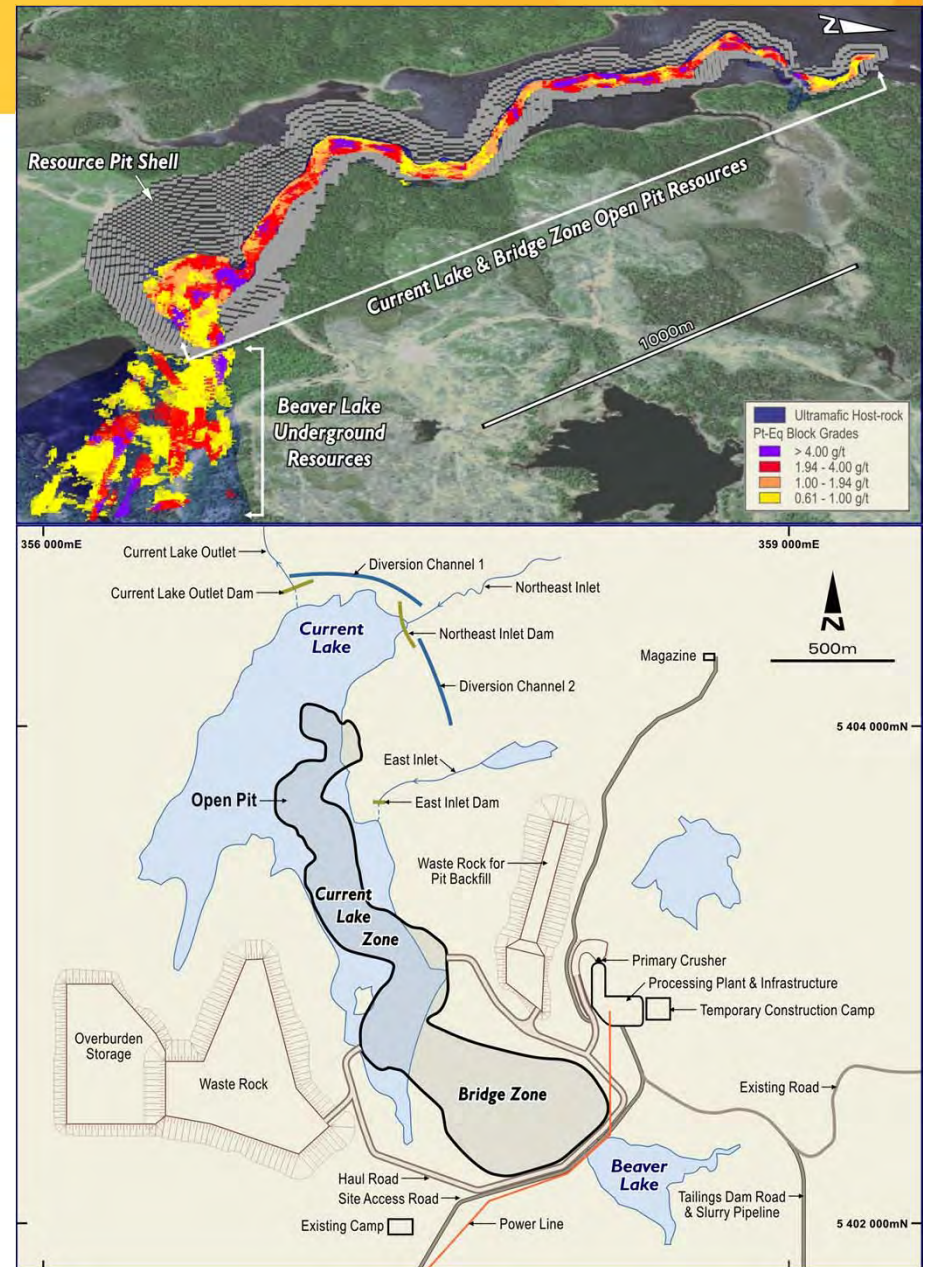 N
Resource Pit Shell
Current Lake & Bridge Zone Open Pit Resources
1000m
Beaver Lake
Underground
Resources
Ultramafic Host-rock
Pt-Eq Block Grades
> 4.00 g/t
1.94 - 4.00 g/t
1.00 - 1.94 g/t
0.61 - 1.00 g/t
356 000mE
359 000mE
Current Lake Outlet
Diversion Channel 1
Current Lake Outlet Dam
Northeast Inlet
Current
Lake
Northeast Inlet Dam
N
500m
Magazine
Diversion Channel 2
5 404 000mN
East Inlet
Open Pit
East Inlet Dam
Waste Rock for
Pit Backfill
Current
Lake
Zone
Primary Crusher
Processing Plant & Infrastructure
Temporary Construction Camp
Overburden
Storage
Waste Rock
Existing Road
Bridge Zone
Haul Road
Beaver
Lake
Site Access Road
Tailings Dam Road
& Slurry Pipeline
Existing Camp
Power Line
5 402 000mN